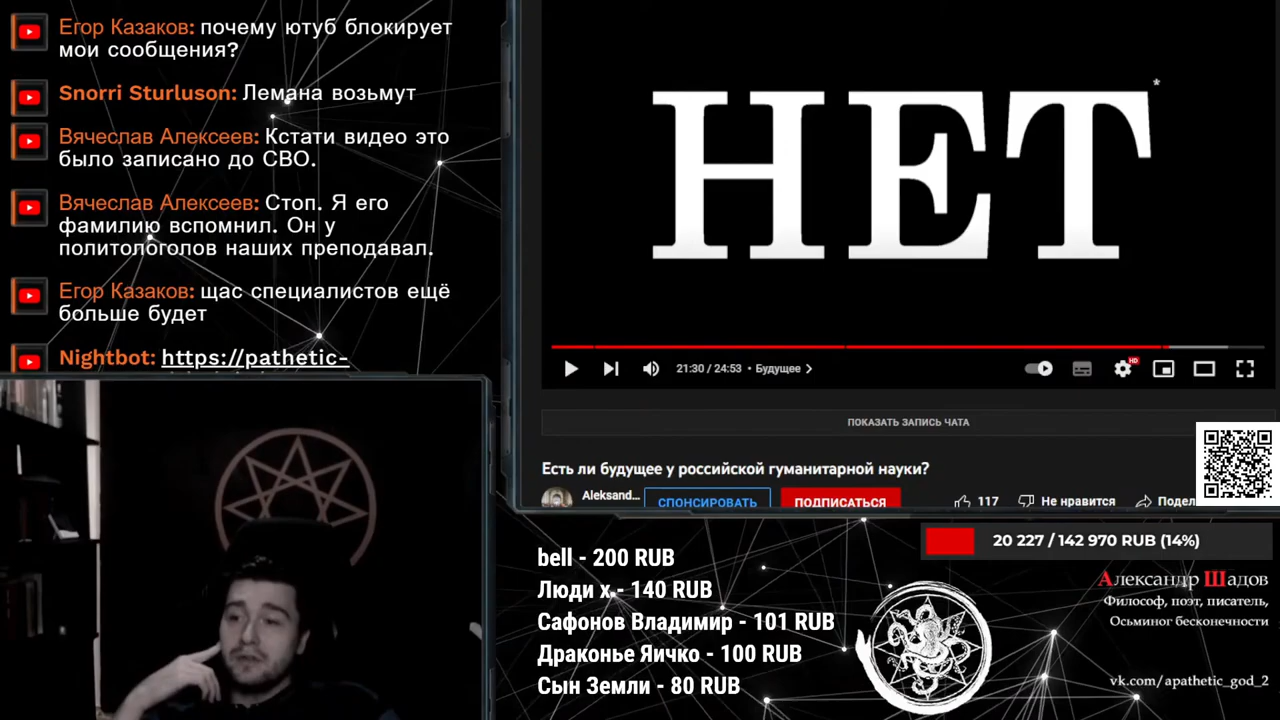 Егор Казаков: почему ютуб блокирует
мои сообщения?
Snorri Sturluson: Лемана возьмут
Вячеслав Алексеев: Кстати видео это
было записано до СВО.
Вячеслав Алексеев: Стоп. Я его
фамилию вспомнил. Он у
политологолов наших преподавал.
Егор Казаков: щас специалистов ещё
больше будет
Nightbot: https://pathetic-
НЕТ*
21:30 / 24:53 • Будущее
HD
ПОКАЗАТЬ ЗАПИСЬ ЧАТА
Есть ли будущее у российской гуманитарной науки?
Aleksand...
СПОНСИРОВАТЬ
ПОДПИСАТЬСЯ
117
Не нравится
Подел
20 227 / 142 970 RUB (14%)
bell - 200 RUB
Люди х - 140 RUB
Сафонов Владимир - 101 RUB
Драконье Яичко - 100 RUB
Сын Земли - 80 RUB
Александр Шадов
Философ, поэт, писатель,
Осьминог бесконечности
vk.com/apathetic_god_2